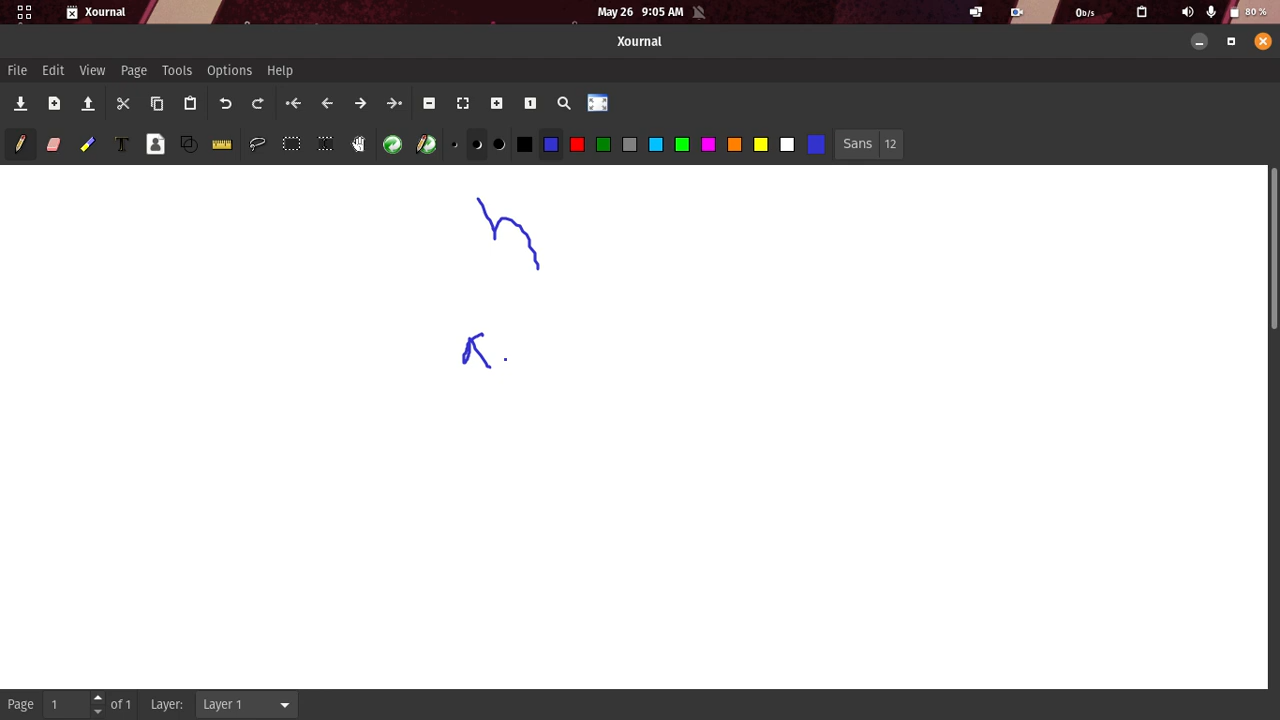 Xournal May 26 9:05 AM 0b/s 80 %
Xournal
File Edit View Page Tools Options Help
1
T Sans 12
Page 1 of 1 Layer: Layer 1